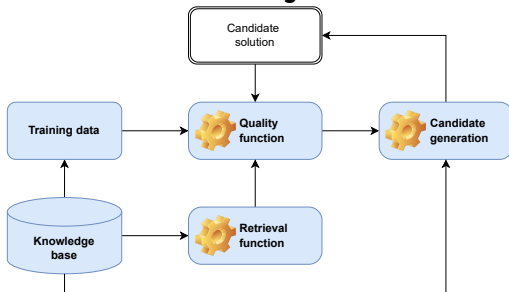 Candidate
solution
Training data
Quality
function
Candidate
generation
Knowledge
base
Retrieval
function